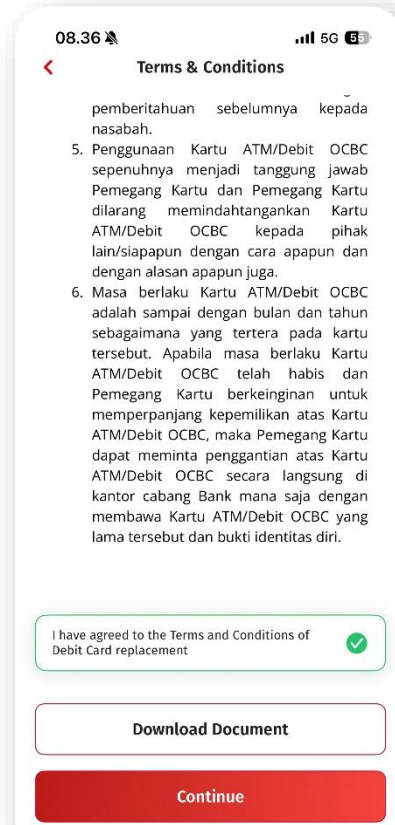 08.36
5G 55
Terms & Conditions
pemberitahuan sebelumnya kepada
nasabah.
5. Penggunaan Kartu ATM/Debit OCBC
sepenuhnya menjadi tanggung jawab
Pemegang Kartu dan Pemegang Kartu
dilarang memindahtangankan Kartu
ATM/Debit OCBC kepada pihak
lain/siapapun dengan cara apapun dan
dengan alasan apapun juga.
6. Masa berlaku Kartu ATM/Debit OCBC
adalah sampai dengan bulan dan tahun
sebagaimana yang tertera pada kartu
tersebut. Apabila masa berlaku Kartu
ATM/Debit OCBC telah habis dan
Pemegang Kartu berkeinginan untuk
memperpanjang kepemilikan atas Kartu
ATM/Debit OCBC, maka Pemegang Kartu
dapat meminta penggantian atas Kartu
ATM/Debit OCBC secara langsung di
kantor cabang Bank mana saja dengan
membawa Kartu ATM/Debit OCBC yang
lama tersebut dan bukti identitas diri.
I have agreed to the Terms and Conditions of
Debit Card replacement
Download Document
Continue